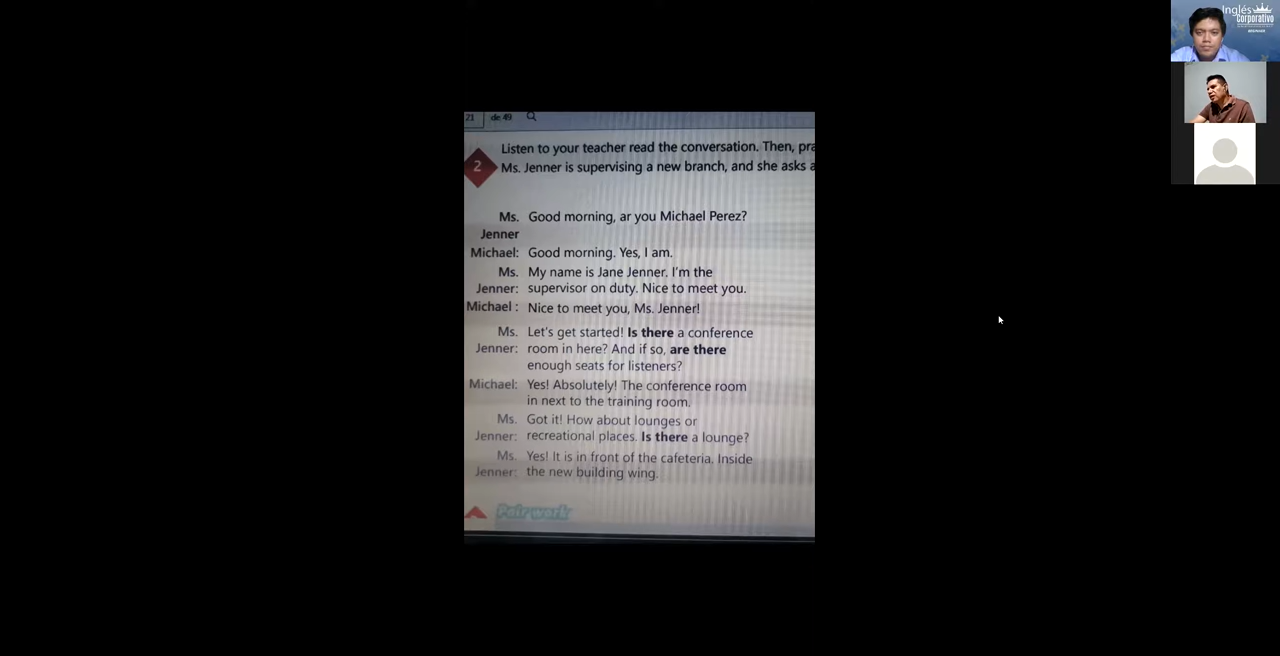 Inglés
Corporativo
WEBINAR
21 de 49
Listen to your teacher read the conversation. Then, pra
2
Ms. Jenner is supervising a new branch, and she asks a
Ms. Good morning, ar you Michael Perez?
Jenner
Michael: Good morning. Yes, I am.
Ms. My name is Jane Jenner. I'm the
Jenner: supervisor on duty. Nice to meet you.
Michael : Nice to meet you, Ms. Jenner!
Ms. Let's get started! Is there a conference
Jenner: room in here? And if so, are there
enough seats for listeners?
Michael: Yes! Absolutely! The conference room
in next to the training room.
Ms. Got it! How about lounges or
Jenner: recreational places. Is there a lounge?
Ms. Yes! It is in front of the cafeteria. Inside
Jenner: the new building wing.
Pair work